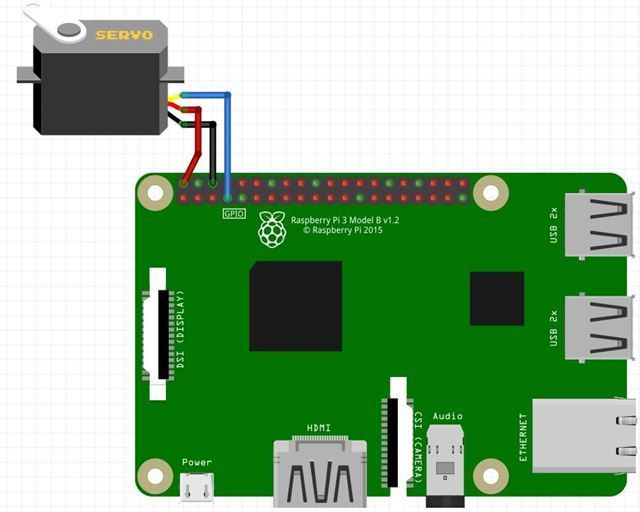 SERVO
GPIO
Raspberry Pi 3 Model B v1.2
© Raspberry Pi 2015
USB 2x
DSI (DISPLAY)
USB 2x
HDMI
CSI (CAMERA)
Audio
ETHERNET
Power